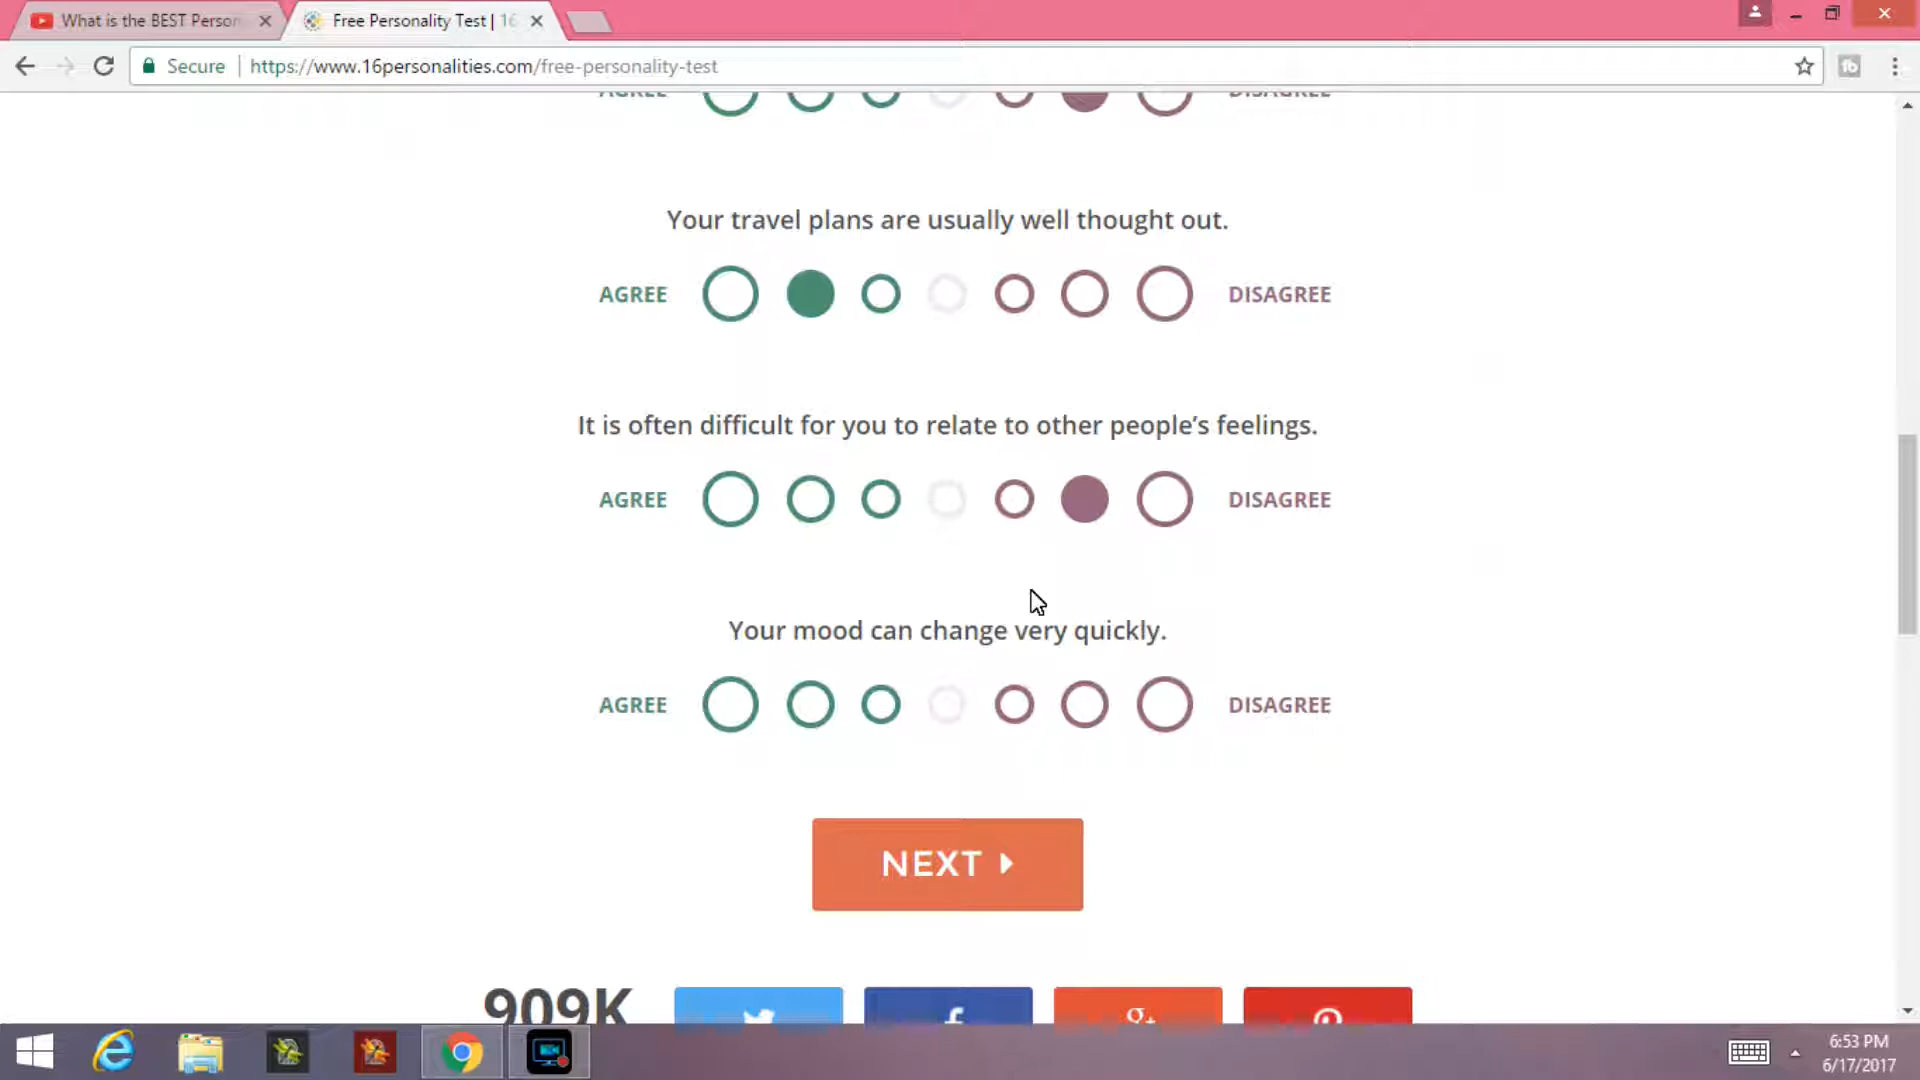 What is the BEST Person
Free Personality Test | 16
Secure
https://www.16personalities.com/free-personality-test
AGREE DISAGREE
Your travel plans are usually well thought out.
AGREE DISAGREE
It is often difficult for you to relate to other people’s feelings.
AGREE DISAGREE
Your mood can change very quickly.
AGREE DISAGREE
NEXT
909K
6:53 PM
6/17/2017